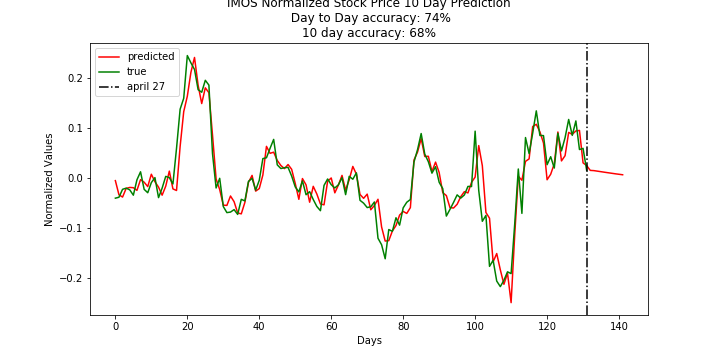 IMOS Normalized Stock Price 10 Day Prediction
Day to Day accuracy: 74%
10 day accuracy: 68%
predicted
true
april 27
Normalized Values
0.2
0.1
0.0
−0.1
−0.2
0 20 40 60 80 100 120 140
Days